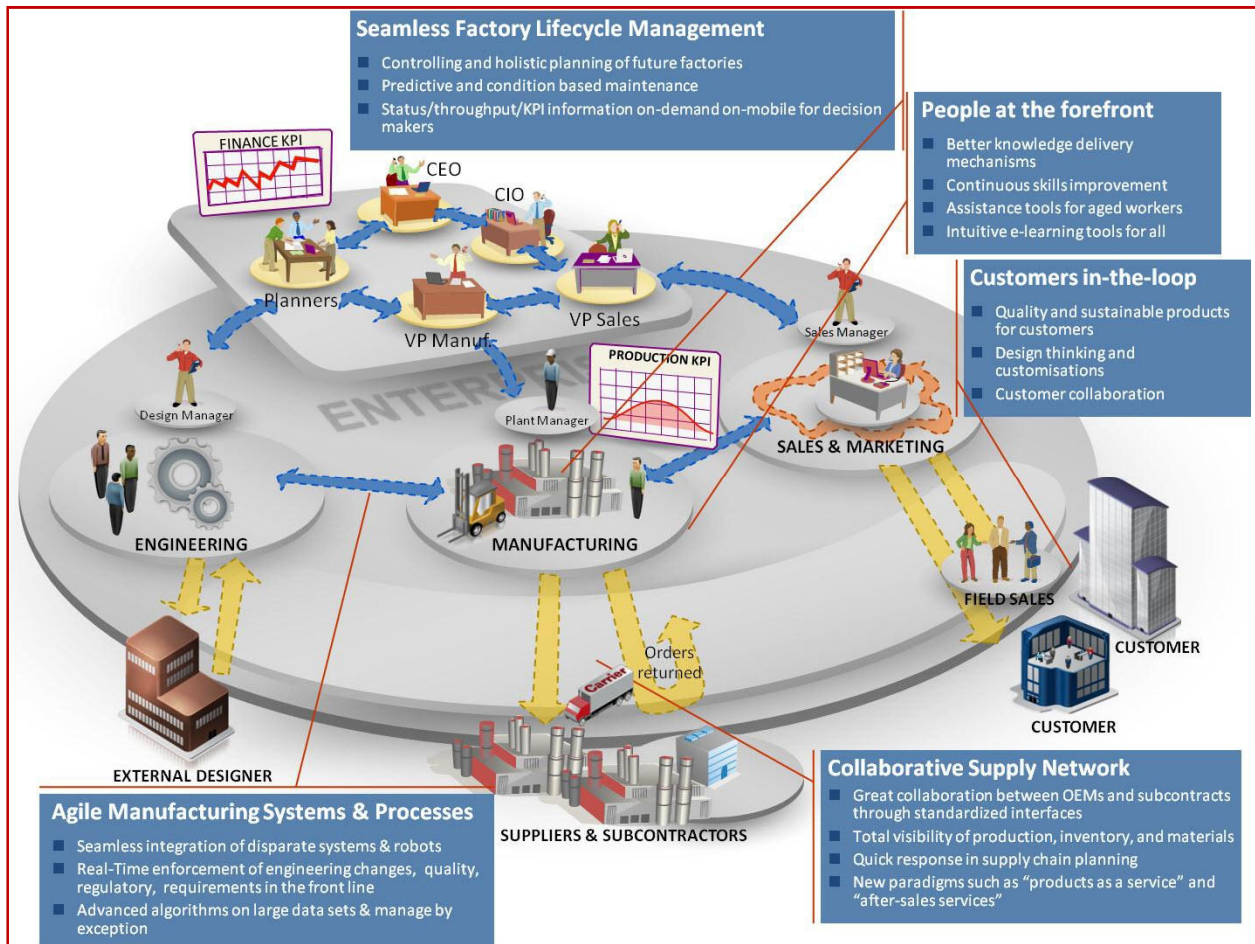 Seamless Factory Lifecycle Management
Controlling and holistic planning of future factories
Predictive and condition based maintenance
Status/throughput/KPI information on-demand on-mobile for decision
makers
People at the forefront
Better knowledge delivery
mechanisms
Continuous skills improvement
Assistance tools for aged workers
Intuitive e-learning tools for all
FINANCE KPI
CEO
CIO
Planners
VP Manuf.
VP Sales
Sales Manager
Customers in-the-loop
Quality and sustainable products
for customers
Design thinking and
customisations
Customer collaboration
Design Manager
Plant Manager
PRODUCTION KPI
SALES & MARKETING
ENGINEERING
MANUFACTURING
FIELD SALES
CUSTOMER
CUSTOMER
Orders
returned
Carrier
EXTERNAL DESIGNER
SUPPLIERS & SUBCONTRACTORS
Agile Manufacturing Systems & Processes
Seamless integration of disparate systems & robots
Real-Time enforcement of engineering changes, quality,
regulatory, requirements in the front line
Advanced algorithms on large data sets & manage by
exception
Collaborative Supply Network
Great collaboration between OEMs and subcontracts
through standardized interfaces
Total visibility of production, inventory, and materials
Quick response in supply chain planning
New paradigms such as “products as a service” and
“after-sales services”